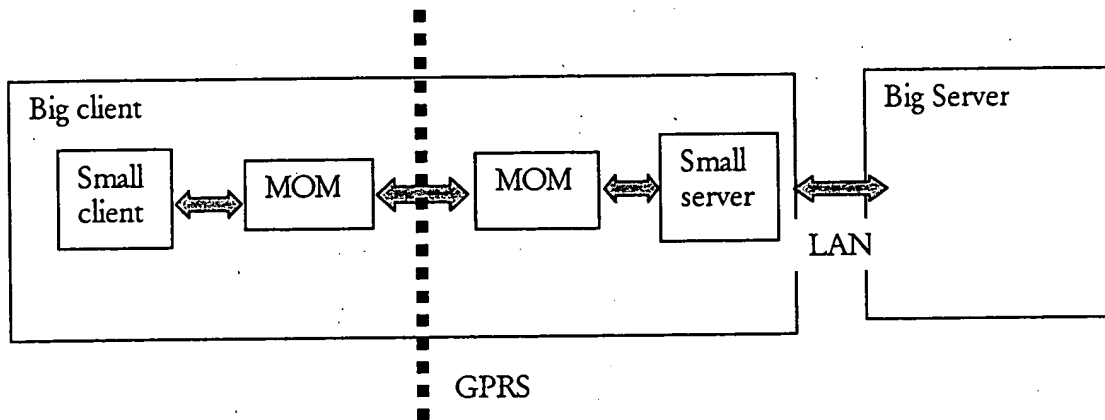 Big client
Big Server
Small
client
MOM
MOM
Small
server
LAN
GPRS